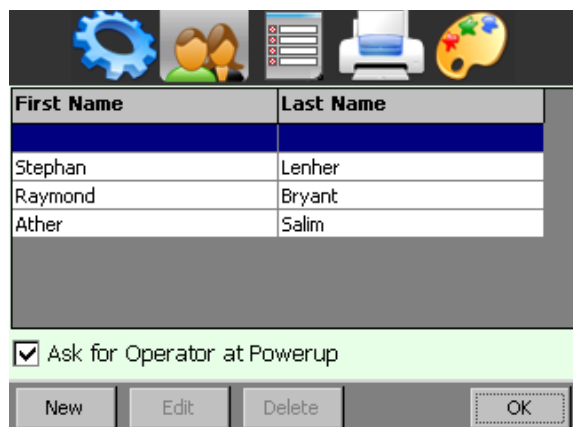 First Name Last Name
Stephan Lenher
Raymond Bryant
Ather Salim
Ask for Operator at Powerup
New Edit Delete OK